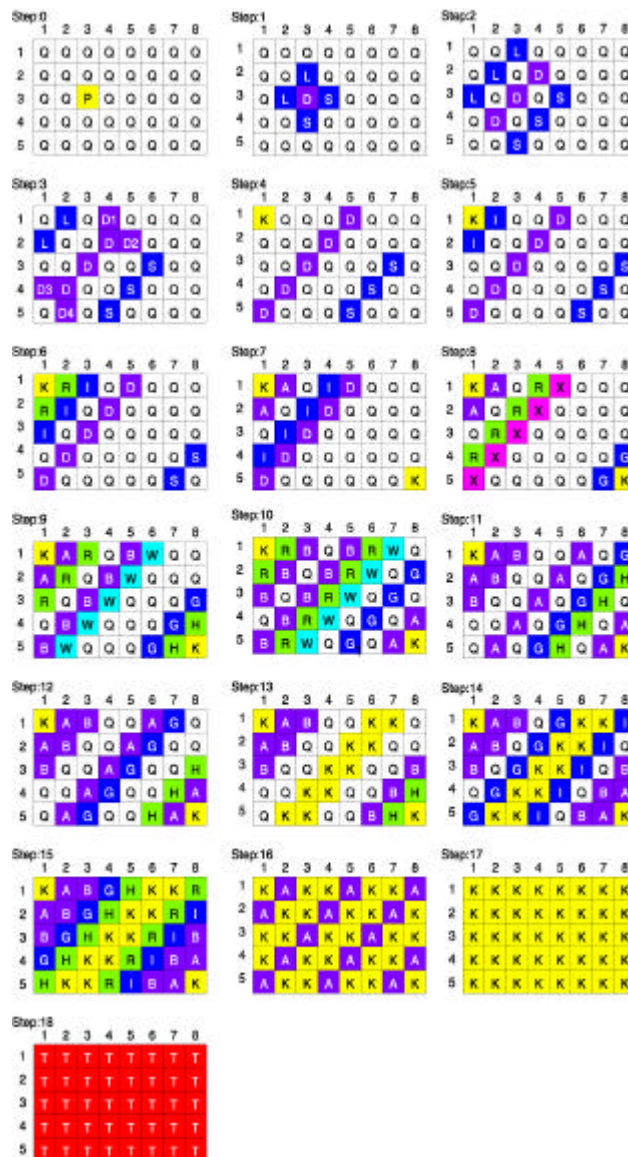 Step:0
1 2 3 4 5 6 7 8
1 Q Q Q Q Q Q Q Q
2 Q Q Q Q Q Q Q Q
3 Q Q P Q Q Q Q Q
4 Q Q Q Q Q Q Q Q
5 Q Q Q Q Q Q Q Q
Step:1
1 2 3 4 5 6 7 8
1 Q Q Q Q Q Q Q Q
2 Q Q L Q Q Q Q Q
3 Q L D S Q Q Q Q
4 Q Q S Q Q Q Q Q
5 Q Q Q Q Q Q Q Q
Step:2
1 2 3 4 5 6 7 8
1 Q Q L Q Q Q Q Q
2 Q L Q D Q Q Q Q
3 L Q D Q S Q Q Q
4 Q D Q S Q Q Q Q
5 Q Q S Q Q Q Q Q
Step:3
1 2 3 4 5 6 7 8
1 Q L Q D1 Q Q Q Q
2 L Q Q D D2 Q Q Q
3 Q Q D Q Q S Q Q
4 D3 D Q Q S Q Q Q
5 Q D4 Q S Q Q Q Q
Step:4
1 2 3 4 5 6 7 8
1 K Q Q Q D Q Q Q
2 Q Q Q D Q Q Q Q
3 Q Q D Q Q Q S Q
4 Q D Q Q Q S Q Q
5 D Q Q Q S Q Q Q
Step:5
1 2 3 4 5 6 7 8
1 K I Q Q D Q Q Q
2 I Q Q D Q Q Q Q
3 Q Q D Q Q Q Q S
4 Q D Q Q Q Q S Q
5 D Q Q Q Q S Q Q
Step:6
1 2 3 4 5 6 7 8
1 K R I Q D Q Q Q
2 R I Q D Q Q Q Q
3 I Q D Q Q Q Q Q
4 Q D Q Q Q Q Q S
5 D Q Q Q Q Q S Q
Step:7
1 2 3 4 5 6 7 8
1 K A Q I D Q Q Q
2 A Q I D Q Q Q Q
3 Q I D Q Q Q Q Q
4 I D Q Q Q Q Q Q
5 D Q Q Q Q Q Q K
Step:8
1 2 3 4 5 6 7 8
1 K A Q R X Q Q Q
2 A Q R X Q Q Q Q
3 Q R X Q Q Q Q Q
4 R X Q Q Q Q Q G
5 X Q Q Q Q Q G K
Step:9
1 2 3 4 5 6 7 8
1 K A R Q B W Q Q
2 A R Q B W Q Q Q
3 R Q B W Q Q Q G
4 Q B W Q Q Q G H
5 B W Q Q Q G H K
Step:10
1 2 3 4 5 6 7 8
1 K R B Q B R W Q
2 R B Q B R W Q G
3 B Q B R W Q G Q
4 Q B R W Q G Q A
5 B R W Q G Q A K
Step:11
1 2 3 4 5 6 7 8
1 K A B Q Q A Q G
2 A B Q Q A Q G H
3 B Q Q A Q G H Q
4 Q Q A Q G H Q A
5 Q A Q G H Q A K
Step:12
1 2 3 4 5 6 7 8
1 K A B Q Q A G Q
2 A B Q Q A G Q Q
3 B Q Q A G Q Q H
4 Q Q A G Q Q H A
5 Q A G Q Q H A K
Step:13
1 2 3 4 5 6 7 8
1 K A B Q Q K K Q
2 A B Q Q K K Q Q
3 B Q Q K K Q Q B
4 Q Q K K Q Q B H
5 Q K K Q Q B H K
Step:14
1 2 3 4 5 6 7 8
1 K A B Q G K K I
2 A B Q G K K I Q
3 B Q G K K I Q B
4 Q G K K I Q B A
5 G K K I Q B A K
Step:15
1 2 3 4 5 6 7 8
1 K A B G H K K R
2 A B G H K K R I
3 B G H K K R I B
4 G H K K R I B A
5 H K K R I B A K
Step:16
1 2 3 4 5 6 7 8
1 K A K K A K K A
2 A K K A K K A K
3 K K A K K A K K
4 K A K K A K K A
5 A K K A K K A K
Step:17
1 2 3 4 5 6 7 8
1 K K K K K K K K
2 K K K K K K K K
3 K K K K K K K K
4 K K K K K K K K
5 K K K K K K K K
Step:18
1 2 3 4 5 6 7 8
1 T T T T T T T T
2 T T T T T T T T
3 T T T T T T T T
4 T T T T T T T T
5 T T T T T T T T